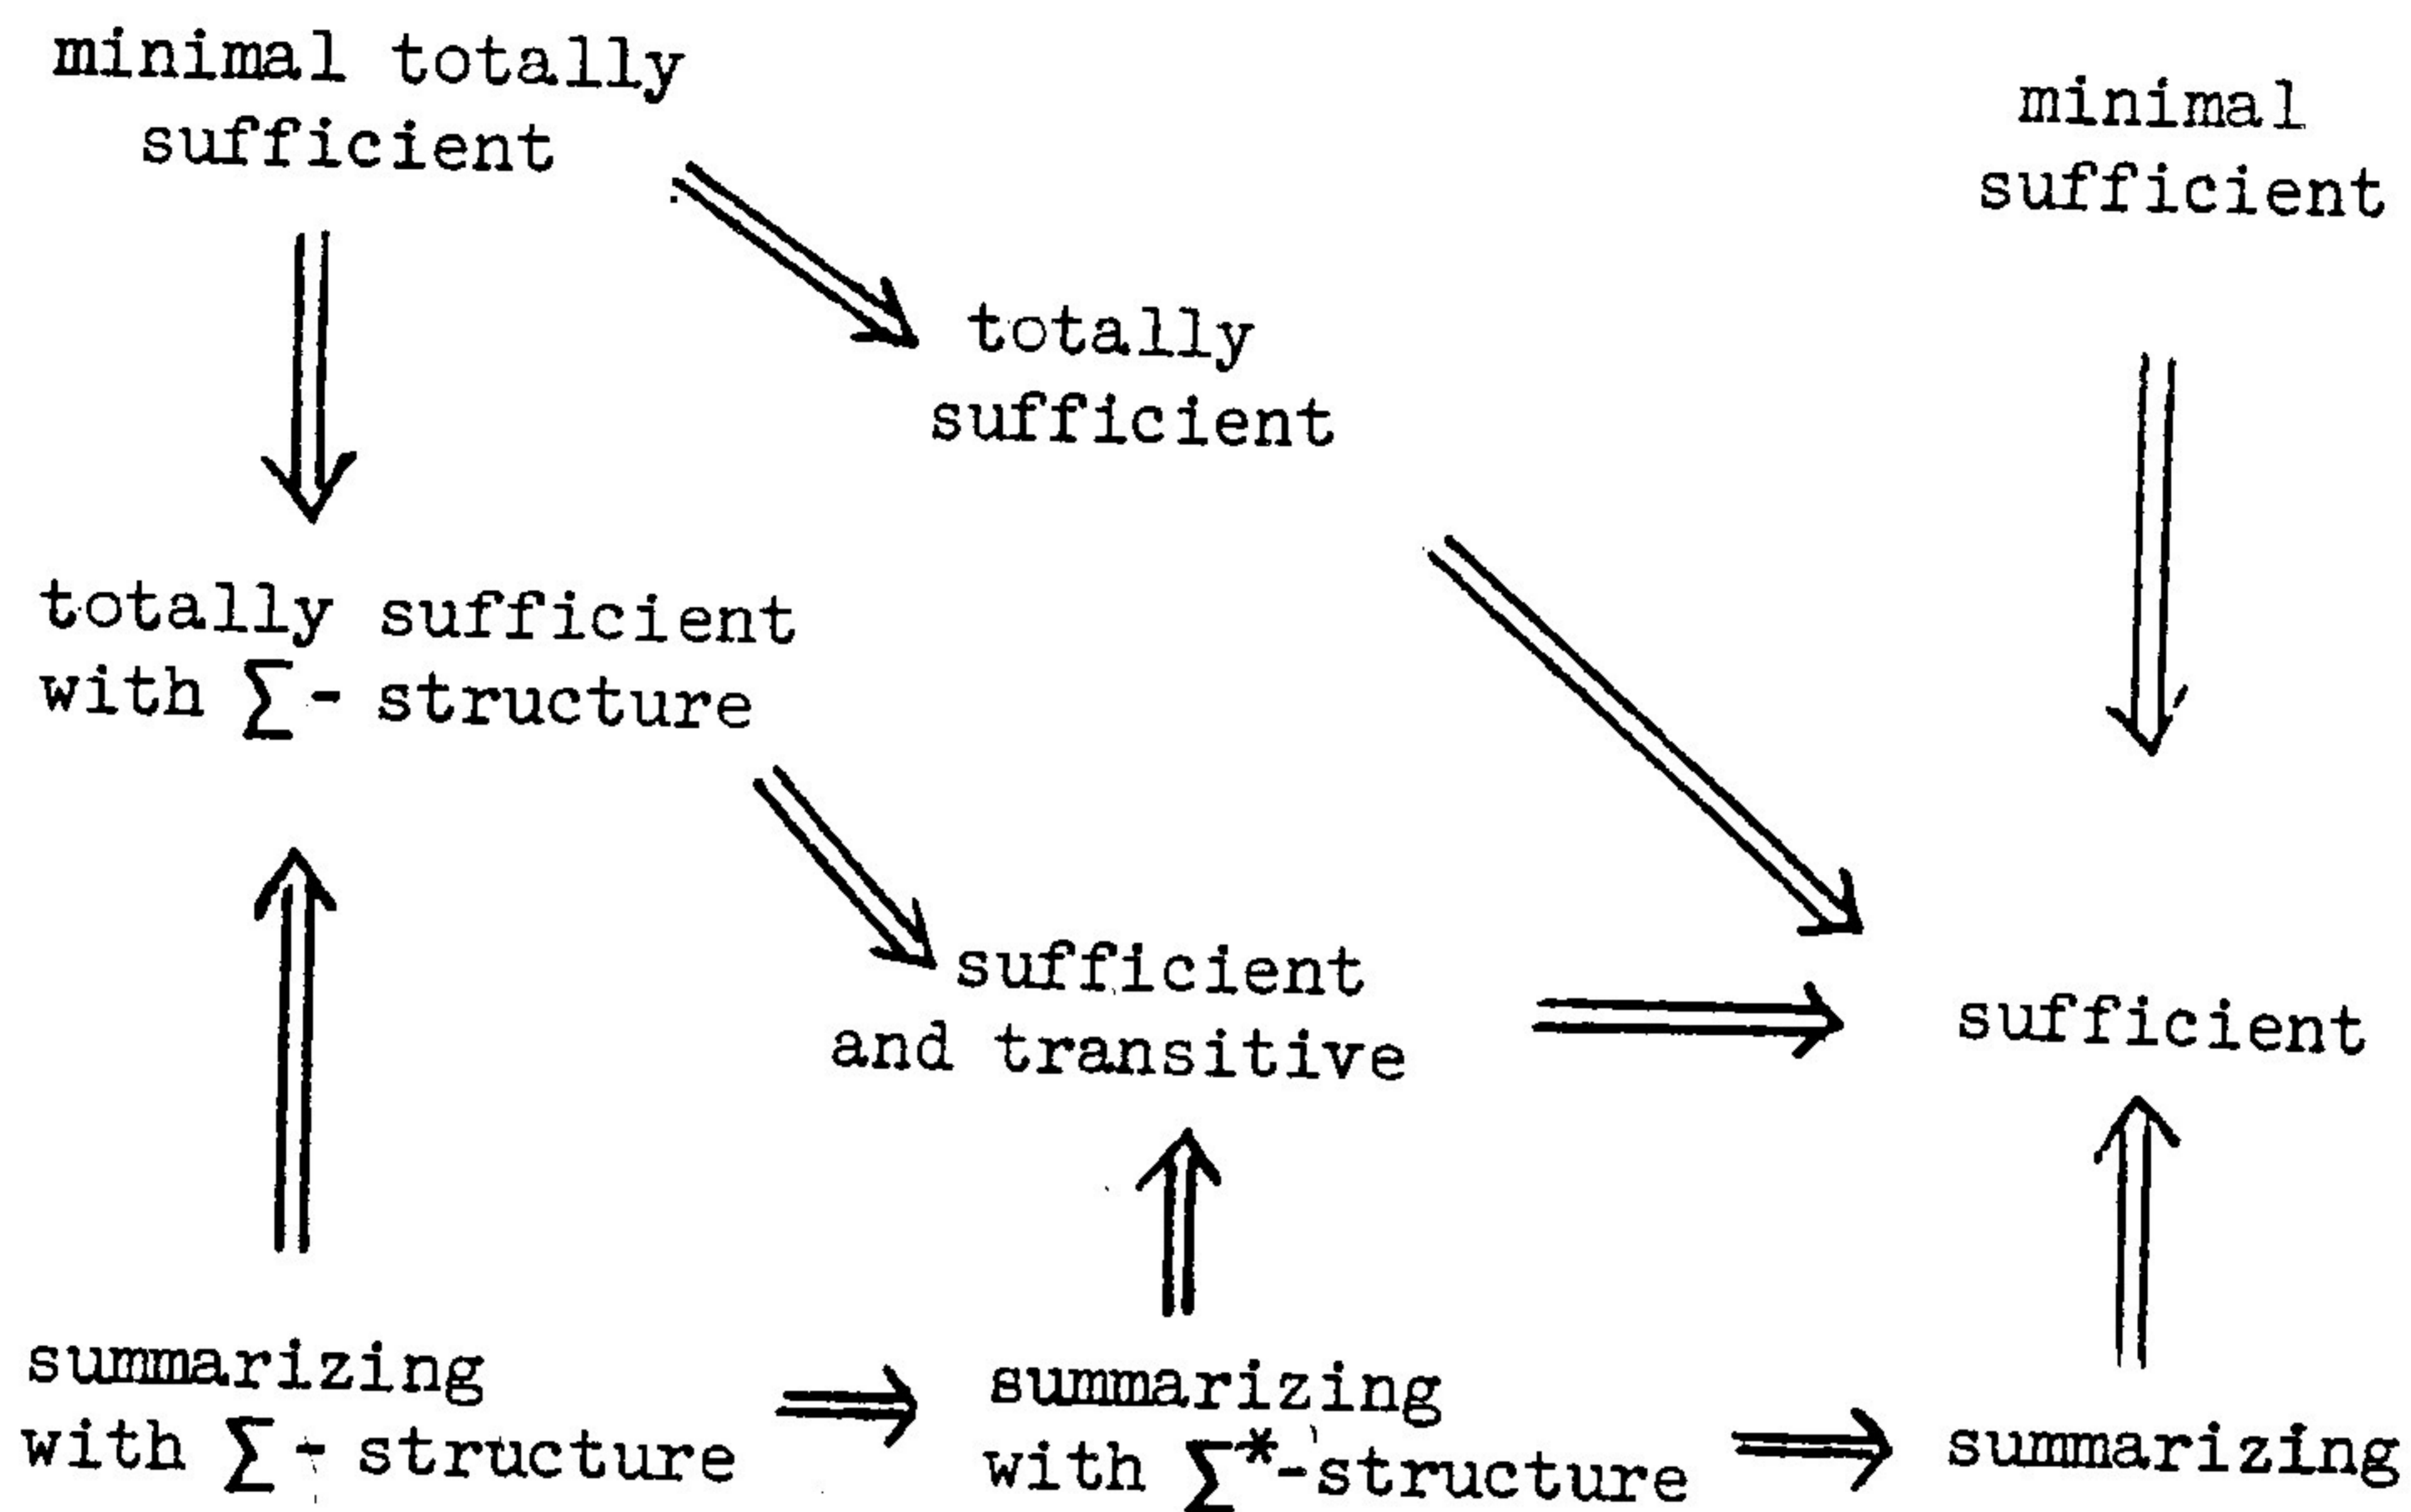 minimal totally
sufficient
minimal
sufficient
totally
sufficient
totally sufficient
with Σ- structure
sufficient
and transitive
sufficient
summarizing
with Σ- structure
summarizing
with Σ*-structure
summarizing